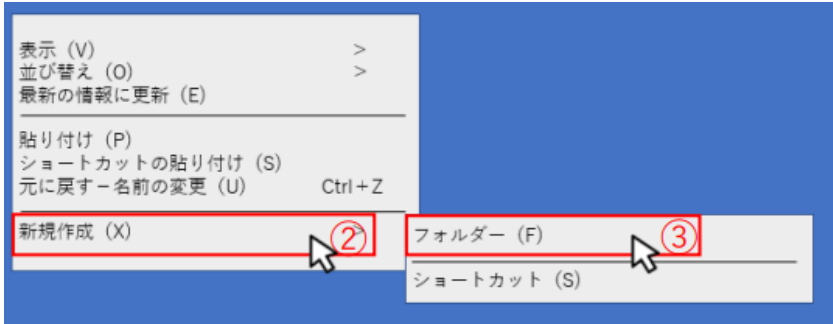 表示（V） >
並び替え（O） >
最新の情報に更新（E）
貼り付け（P）
ショートカットの貼り付け（S）
元に戻す－名前の変更（U） Ctrl+Z
新規作成（X） ② >
フォルダー（F） ③
ショートカット（S）